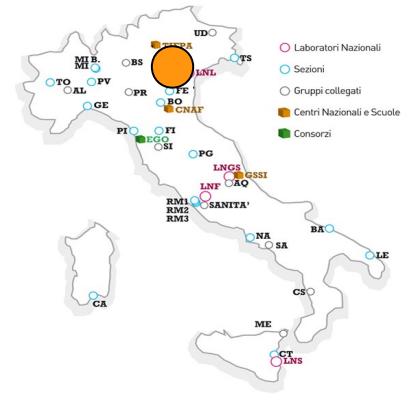 UD
TIFPA
MI B.
MI
BS
TS
LNL
TO
PV
AL
PR
FE
BO
CNAF
GE
PI
FI
EGO
SI
PG
LNGS
GSSI
AQ
LNF
RM1
RM2
RM3
SANITA'
NA
SA
BA
LE
CA
CS
ME
CT
LNS
Laboratori Nazionali
Sezioni
Gruppi collegati
Centri Nazionali e Scuole
Consorzi